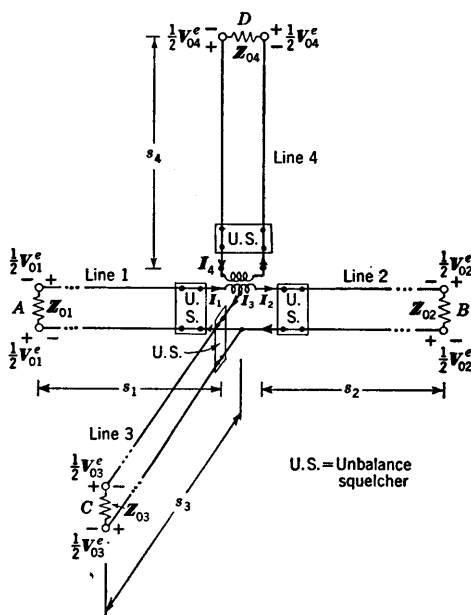 D
½V₀₄ᵉ − + − + ½V₀₄ᵉ
Z₀₄
s₄
Line 4
U.S.
I₄
½V₀₁ᵉ − + Line 1 Line 2 − + ½V₀₂ᵉ
A Z₀₁ U. S. I₁ I₃ I₂ U. S. Z₀₂ B
½V₀₁ᵉ − + U.S. − + ½V₀₂ᵉ
s₁ s₂
Line 3
½V₀₃ᵉ + −
C Z₀₃ s₃
½V₀₃ᵉ − +
U.S. = Unbalance
squelcher